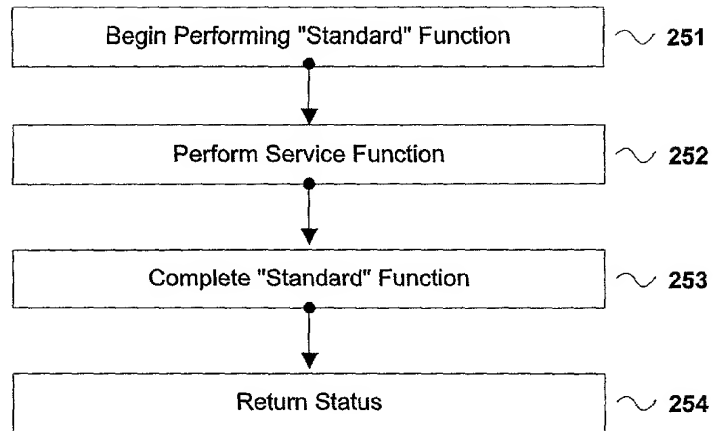 Begin Performing "Standard" Function 251
Perform Service Function 252
Complete "Standard" Function 253
Return Status 254